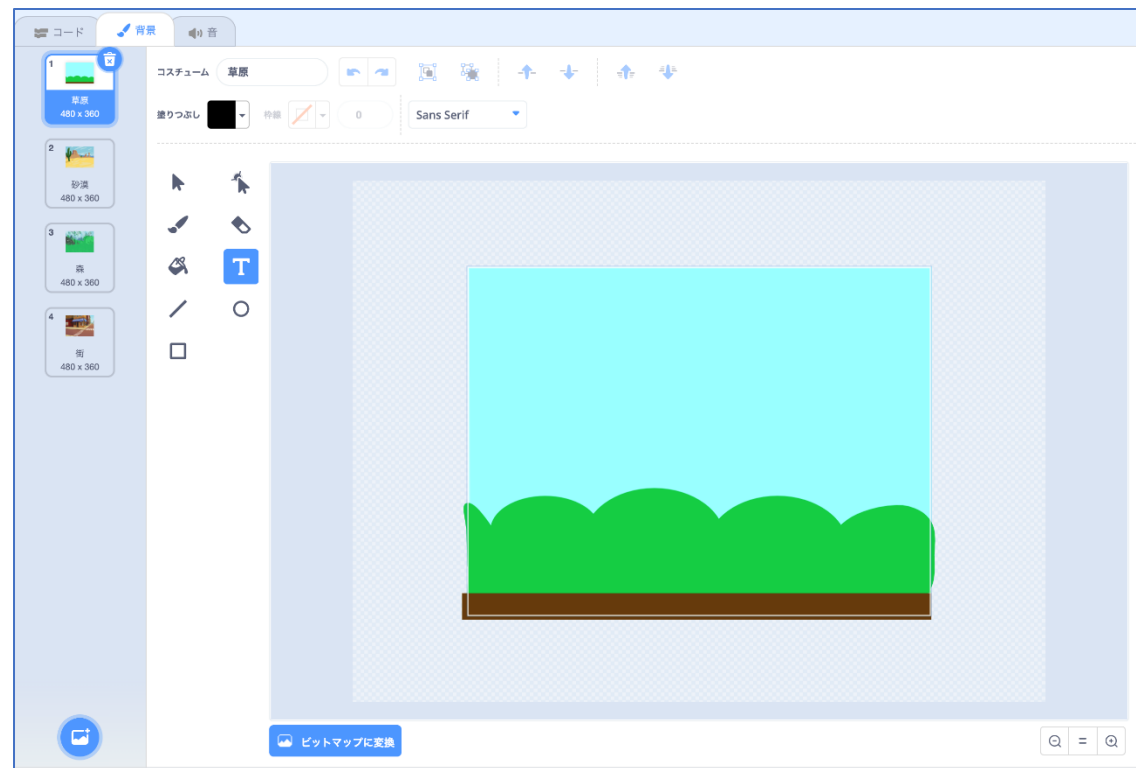 コード
背景
音
1
草原
480 x 360
2
砂漠
480 x 360
3
森
480 x 360
4
街
480 x 360
コスチューム 草原
塗りつぶし 枠線 0 Sans Serif
T
ビットマップに変換